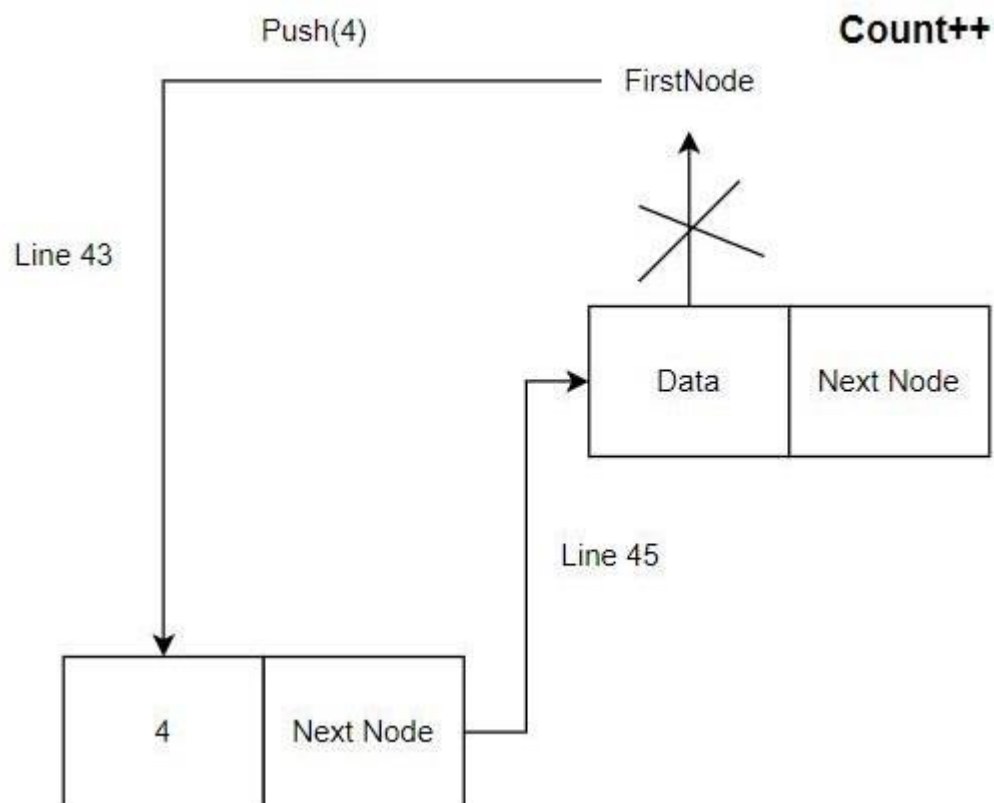 Push(4)
Count++
FirstNode
Line 43
Data
Next Node
Line 45
4
Next Node